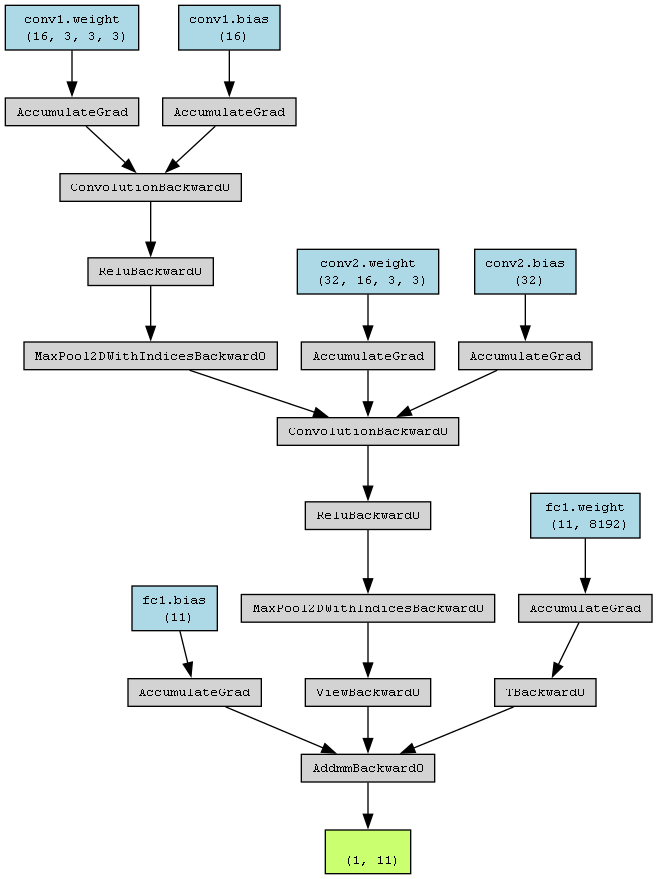 conv1.weight
(16, 3, 3, 3)
conv1.bias
(16)
AccumulateGrad
AccumulateGrad
ConvolutionBackward0
ReluBackward0
conv2.weight
(32, 16, 3, 3)
conv2.bias
(32)
MaxPool2DWithIndicesBackward0
AccumulateGrad
AccumulateGrad
ConvolutionBackward0
ReluBackward0
fc1.weight
(11, 8192)
fc1.bias
(11)
MaxPool2DWithIndicesBackward0
AccumulateGrad
AccumulateGrad
ViewBackward0
TBackward0
AddmmBackward0
(1, 11)